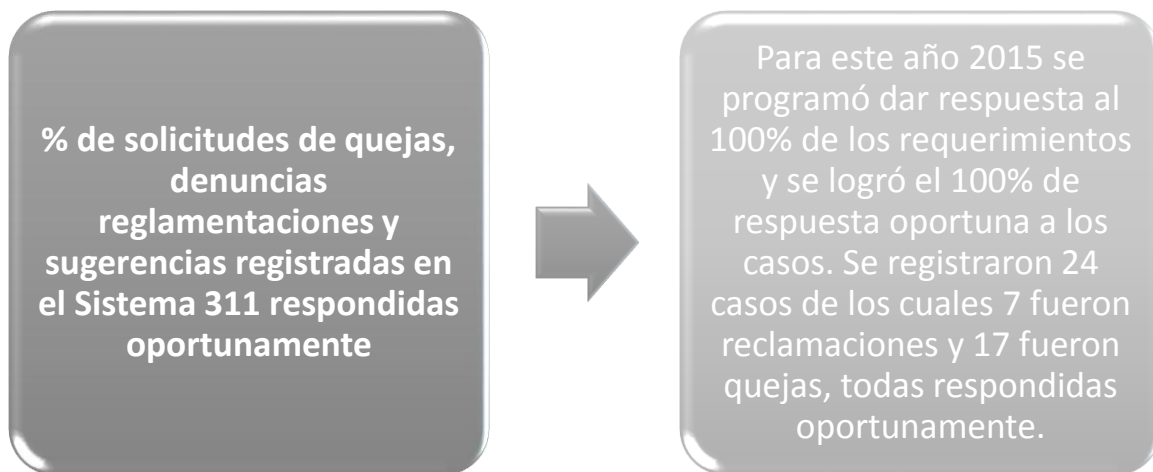 % de solicitudes de quejas,
denuncias
reglamentaciones y
sugerencias registradas en
el Sistema 311 respondidas
oportunamente
Para este año 2015 se
programó dar respuesta al
100% de los requerimientos
y se logró el 100% de
respuesta oportuna a los
casos. Se registraron 24
casos de los cuales 7 fueron
reclamaciones y 17 fueron
quejas, todas respondidas
oportunamente.